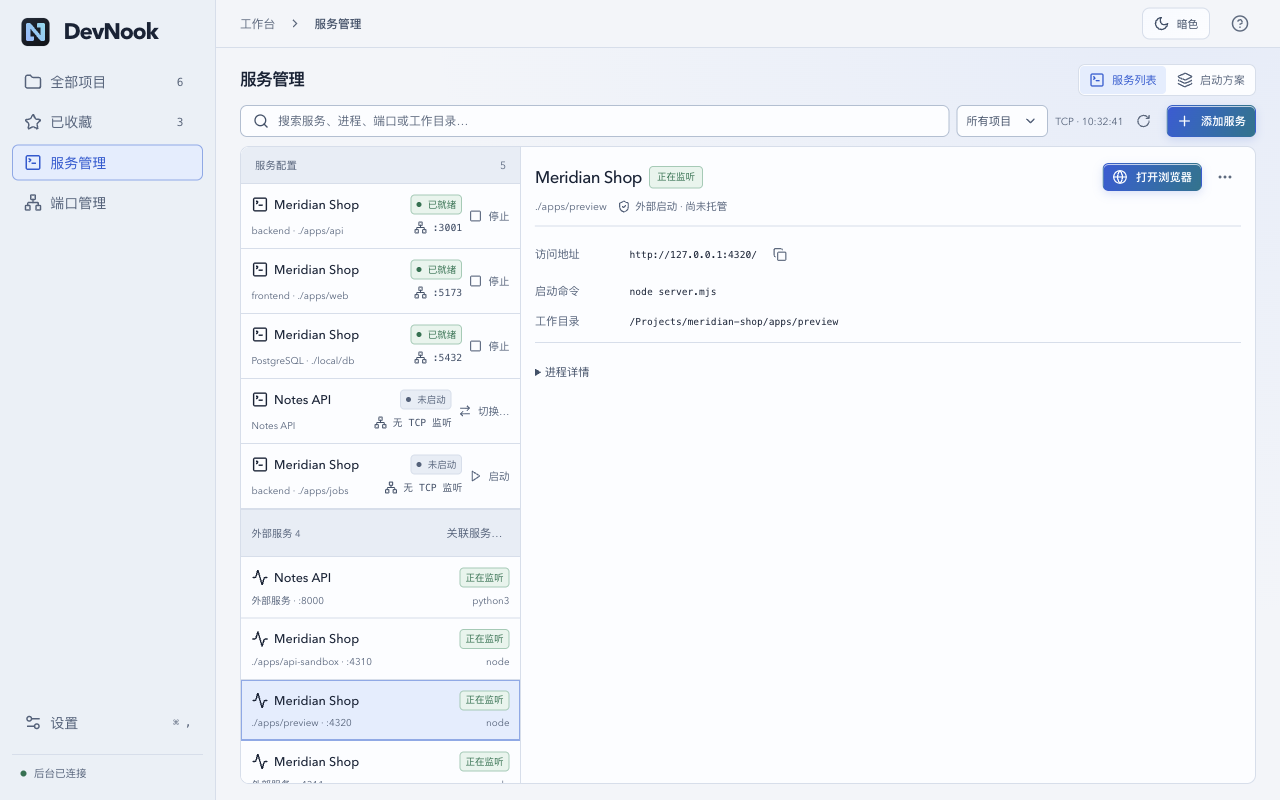 DevNook
全部项目 6
已收藏 3
服务管理
端口管理
设置 ⌘ ,
后台已连接
工作台 > 服务管理
暗色
服务管理
服务列表
启动方案
搜索服务、进程、端口或工作目录…
所有项目
TCP · 10:32:41
添加服务
服务配置 5
Meridian Shop 已就绪
backend · ./apps/api :3001 停止
Meridian Shop 已就绪
frontend · ./apps/web :5173 停止
Meridian Shop 已就绪
PostgreSQL · ./local/db :5432 停止
Notes API 未启动
Notes API 无 TCP 监听 切换…
Meridian Shop 未启动
backend · ./apps/jobs 无 TCP 监听 启动
外部服务 4 关联服务…
Notes API 正在监听
外部服务 · :8000 python3
Meridian Shop 正在监听
./apps/api-sandbox · :4310 node
Meridian Shop 正在监听
./apps/preview · :4320 node
Meridian Shop 正在监听
Meridian Shop 正在监听
打开浏览器
./apps/preview 外部启动 · 尚未托管
访问地址 http://127.0.0.1:4320/
启动命令 node server.mjs
工作目录 /Projects/meridian-shop/apps/preview
进程详情